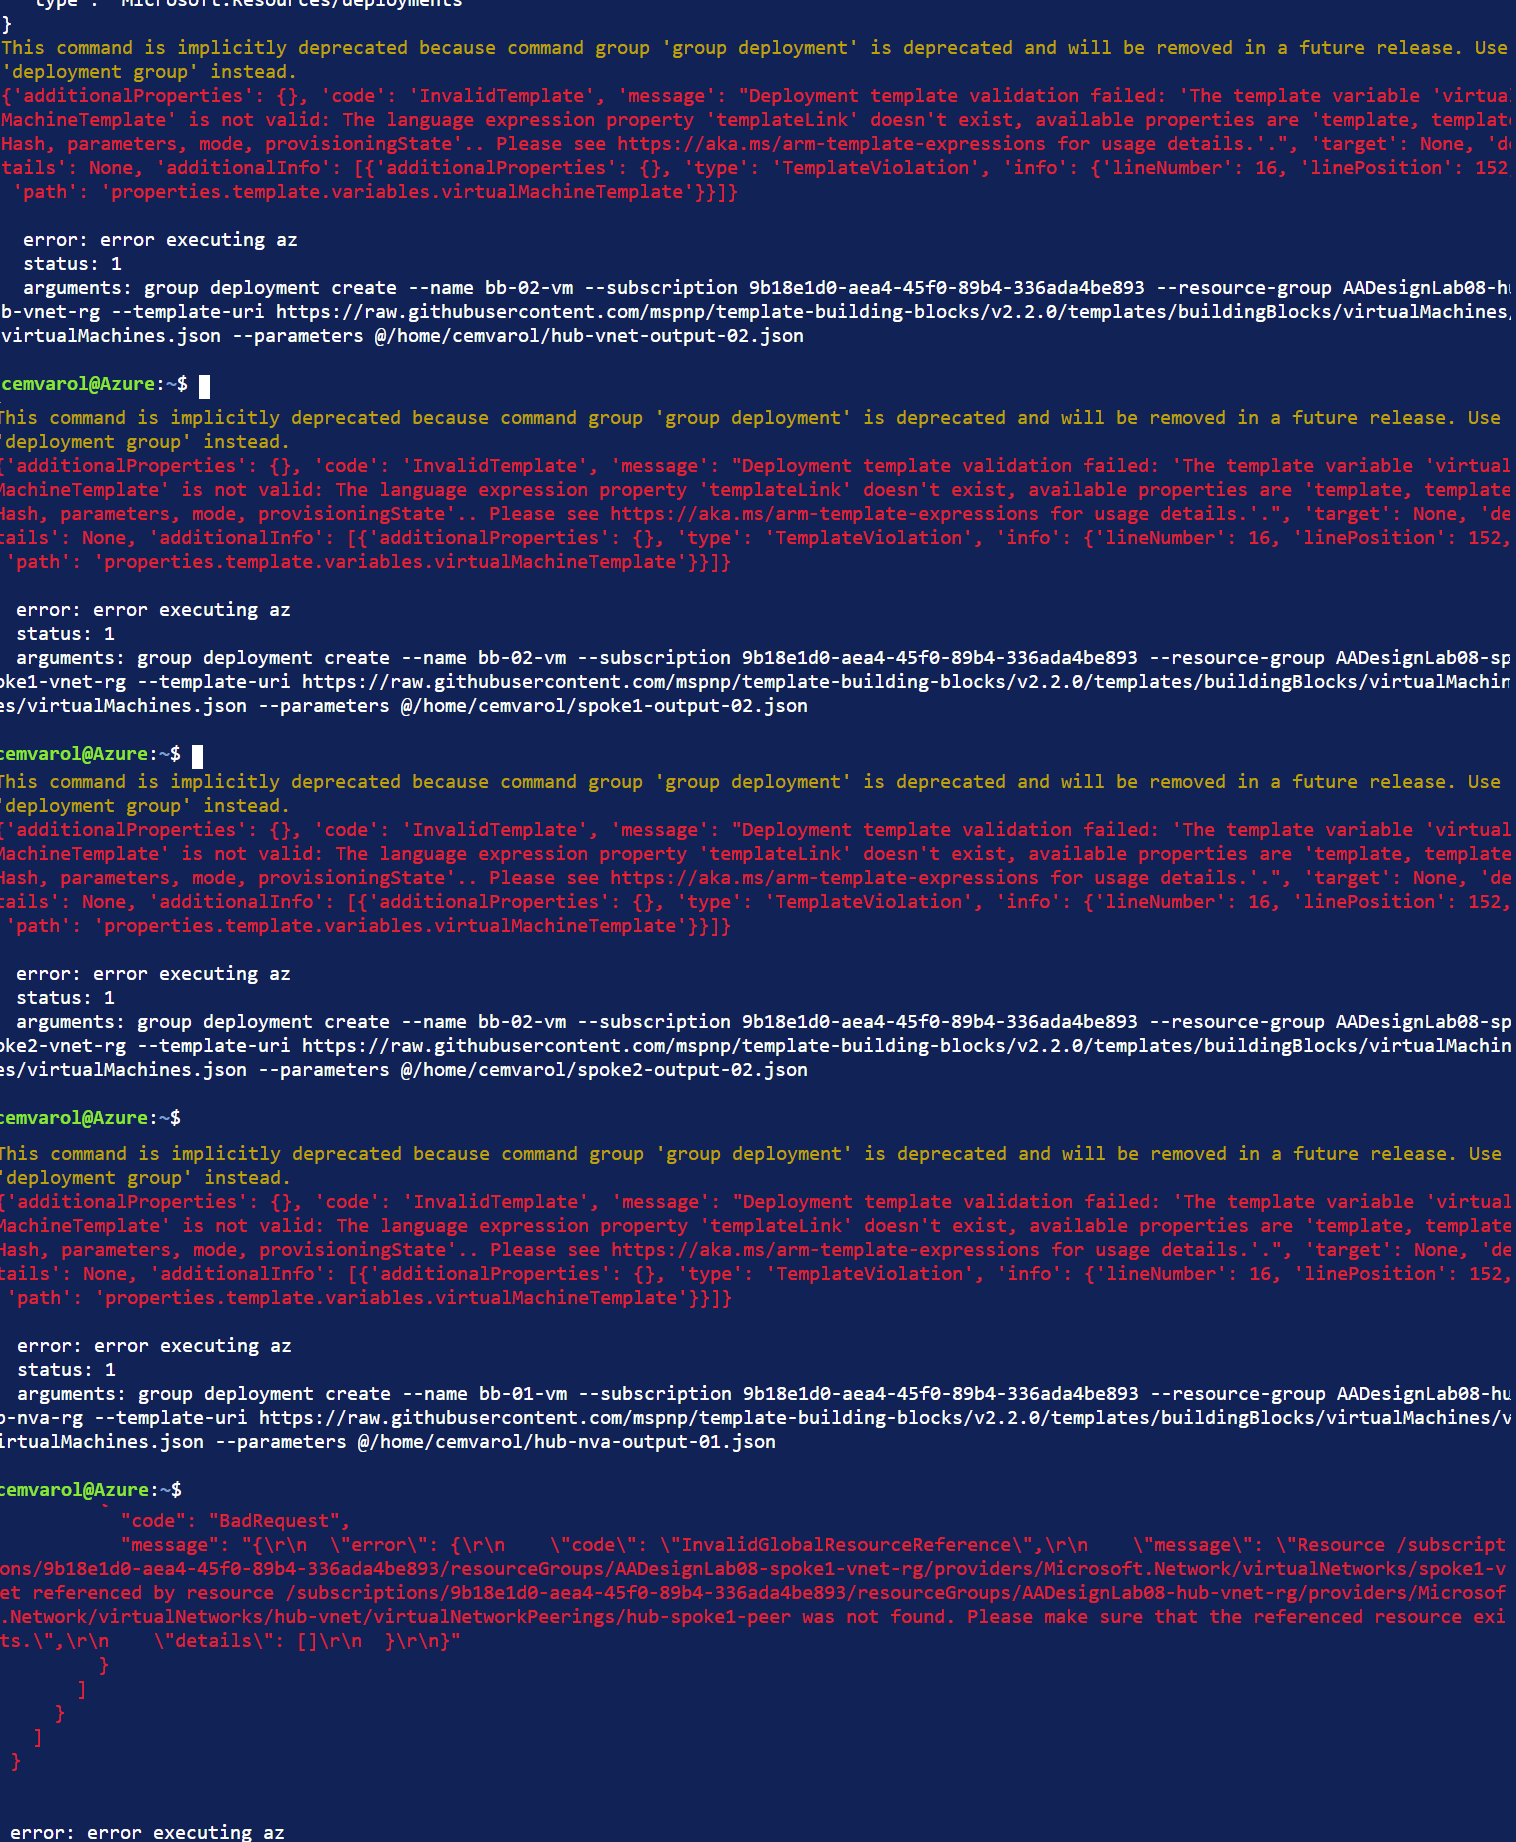 "type": "Microsoft.Resources/deployments"
}
This command is implicitly deprecated because command group 'group deployment' is deprecated and will be removed in a future release. Use
'deployment group' instead.
{'additionalProperties': {}, 'code': 'InvalidTemplate', 'message': "Deployment template validation failed: 'The template variable 'virtual
MachineTemplate' is not valid: The language expression property 'templateLink' doesn't exist, available properties are 'template, template
Hash, parameters, mode, provisioningState'.. Please see https://aka.ms/arm-template-expressions for usage details.'.", 'target': None, 'de
tails': None, 'additionalInfo': [{'additionalProperties': {}, 'type': 'TemplateViolation', 'info': {'lineNumber': 16, 'linePosition': 152,
'path': 'properties.template.variables.virtualMachineTemplate'}}]}
error: error executing az
status: 1
arguments: group deployment create --name bb-02-vm --subscription 9b18e1d0-aea4-45f0-89b4-336ada4be893 --resource-group AADesignLab08-hu
b-vnet-rg --template-uri https://raw.githubusercontent.com/mspnp/template-building-blocks/v2.2.0/templates/buildingBlocks/virtualMachines/
virtualMachines.json --parameters @/home/cemvarol/hub-vnet-output-02.json
cemvarol@Azure:~$
This command is implicitly deprecated because command group 'group deployment' is deprecated and will be removed in a future release. Use
'deployment group' instead.
{'additionalProperties': {}, 'code': 'InvalidTemplate', 'message': "Deployment template validation failed: 'The template variable 'virtual
MachineTemplate' is not valid: The language expression property 'templateLink' doesn't exist, available properties are 'template, template
Hash, parameters, mode, provisioningState'.. Please see https://aka.ms/arm-template-expressions for usage details.'.", 'target': None, 'de
tails': None, 'additionalInfo': [{'additionalProperties': {}, 'type': 'TemplateViolation', 'info': {'lineNumber': 16, 'linePosition': 152,
'path': 'properties.template.variables.virtualMachineTemplate'}}]}
error: error executing az
status: 1
arguments: group deployment create --name bb-02-vm --subscription 9b18e1d0-aea4-45f0-89b4-336ada4be893 --resource-group AADesignLab08-sp
oke1-vnet-rg --template-uri https://raw.githubusercontent.com/mspnp/template-building-blocks/v2.2.0/templates/buildingBlocks/virtualMachin
es/virtualMachines.json --parameters @/home/cemvarol/spoke1-output-02.json
cemvarol@Azure:~$
This command is implicitly deprecated because command group 'group deployment' is deprecated and will be removed in a future release. Use
'deployment group' instead.
{'additionalProperties': {}, 'code': 'InvalidTemplate', 'message': "Deployment template validation failed: 'The template variable 'virtual
MachineTemplate' is not valid: The language expression property 'templateLink' doesn't exist, available properties are 'template, template
Hash, parameters, mode, provisioningState'.. Please see https://aka.ms/arm-template-expressions for usage details.'.", 'target': None, 'de
tails': None, 'additionalInfo': [{'additionalProperties': {}, 'type': 'TemplateViolation', 'info': {'lineNumber': 16, 'linePosition': 152,
'path': 'properties.template.variables.virtualMachineTemplate'}}]}
error: error executing az
status: 1
arguments: group deployment create --name bb-02-vm --subscription 9b18e1d0-aea4-45f0-89b4-336ada4be893 --resource-group AADesignLab08-sp
oke2-vnet-rg --template-uri https://raw.githubusercontent.com/mspnp/template-building-blocks/v2.2.0/templates/buildingBlocks/virtualMachin
es/virtualMachines.json --parameters @/home/cemvarol/spoke2-output-02.json
cemvarol@Azure:~$
This command is implicitly deprecated because command group 'group deployment' is deprecated and will be removed in a future release. Use
'deployment group' instead.
{'additionalProperties': {}, 'code': 'InvalidTemplate', 'message': "Deployment template validation failed: 'The template variable 'virtual
MachineTemplate' is not valid: The language expression property 'templateLink' doesn't exist, available properties are 'template, template
Hash, parameters, mode, provisioningState'.. Please see https://aka.ms/arm-template-expressions for usage details.'.", 'target': None, 'de
tails': None, 'additionalInfo': [{'additionalProperties': {}, 'type': 'TemplateViolation', 'info': {'lineNumber': 16, 'linePosition': 152,
'path': 'properties.template.variables.virtualMachineTemplate'}}]}
error: error executing az
status: 1
arguments: group deployment create --name bb-01-vm --subscription 9b18e1d0-aea4-45f0-89b4-336ada4be893 --resource-group AADesignLab08-hu
b-nva-rg --template-uri https://raw.githubusercontent.com/mspnp/template-building-blocks/v2.2.0/templates/buildingBlocks/virtualMachines/v
irtualMachines.json --parameters @/home/cemvarol/hub-nva-output-01.json
cemvarol@Azure:~$
"code": "BadRequest",
"message": "{\r\n  \"error\": {\r\n    \"code\": \"InvalidGlobalResourceReference\",\r\n    \"message\": \"Resource /subscript
ons/9b18e1d0-aea4-45f0-89b4-336ada4be893/resourceGroups/AADesignLab08-spoke1-vnet-rg/providers/Microsoft.Network/virtualNetworks/spoke1-v
et referenced by resource /subscriptions/9b18e1d0-aea4-45f0-89b4-336ada4be893/resourceGroups/AADesignLab08-hub-vnet-rg/providers/Microsof
.Network/virtualNetworks/hub-vnet/virtualNetworkPeerings/hub-spoke1-peer was not found. Please make sure that the referenced resource exi
ts.\",\r\n    \"details\": []\r\n  }\r\n}"
}
]
}
]
}
error: error executing az